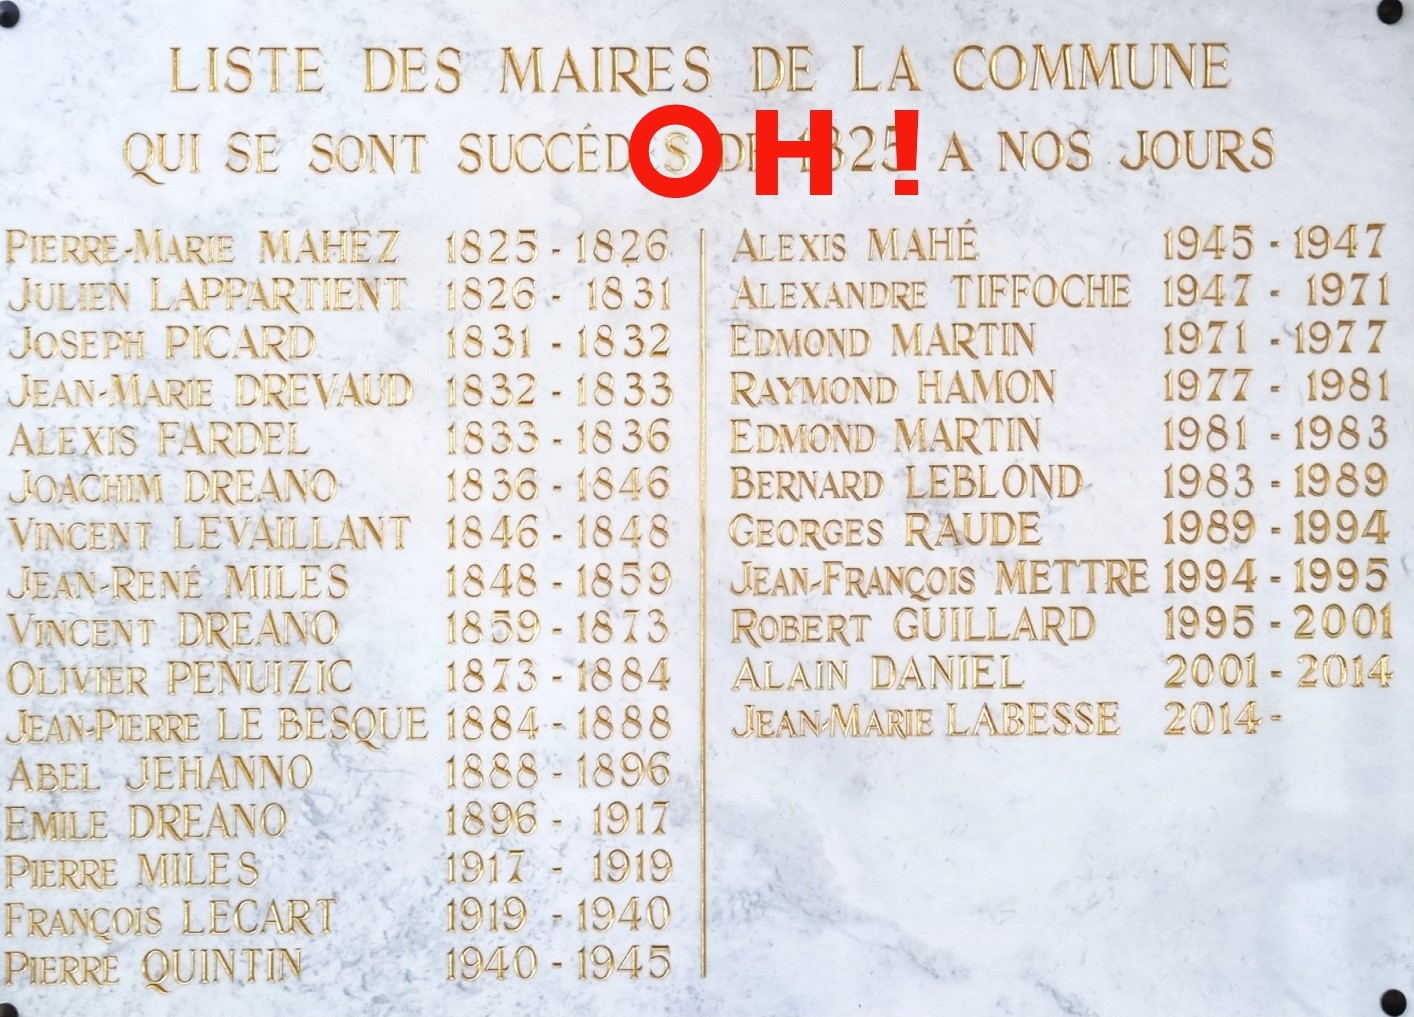 LISTE DES MAIRES DE LA COMMUNE
QUI SE SONT SUCCÉD S DE 1825 A NOS JOURS
OH !
PIERRE-MARIE MAHEZ 1825 - 1826
JULIEN LAPPARTIENT 1826 - 1831
JOSEPH PICARD 1831 - 1832
JEAN-MARIE DREVAUD 1832 - 1833
ALEXIS FARDEL 1833 - 1836
JOACHIM DREANO 1836 - 1846
VINCENT LEVAILLANT 1846 - 1848
JEAN-RENÉ MILES 1848 - 1859
VINCENT DREANO 1859 - 1873
OLIVIER PENUIZIC 1873 - 1884
JEAN-PIERRE LE BESQUE 1884 - 1888
ABEL JEHANNO 1888 - 1896
EMILE DREANO 1896 - 1917
PIERRE MILES 1917 - 1919
FRANÇOIS LECART 1919 - 1940
PIERRE QUINTIN 1940 - 1945
ALEXIS MAHÉ 1945 - 1947
ALEXANDRE TIFFOCHE 1947 - 1971
EDMOND MARTIN 1971 - 1977
RAYMOND HAMON 1977 - 1981
EDMOND MARTIN 1981 - 1983
BERNARD LEBLOND 1983 - 1989
GEORGES RAUDE 1989 - 1994
JEAN-FRANÇOIS METTRE 1994 - 1995
ROBERT GUILLARD 1995 - 2001
ALAIN DANIEL 2001 - 2014
JEAN-MARIE LABESSE 2014 -